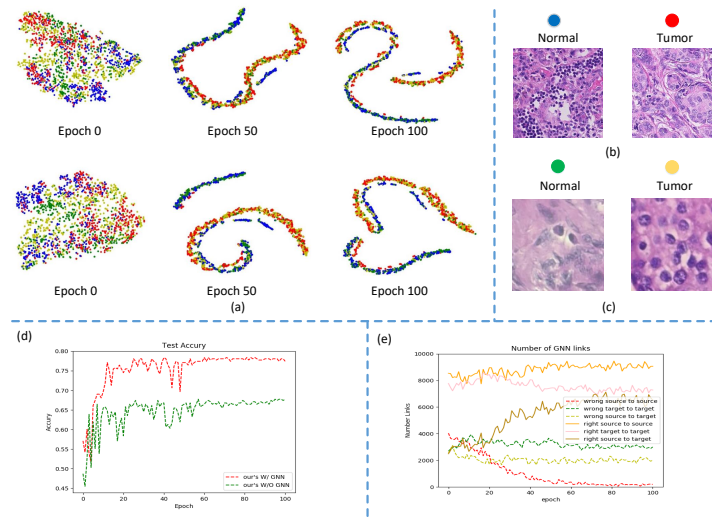 Normal
Tumor
Epoch 0
Epoch 50
Epoch 100
(b)
Normal
Tumor
Epoch 0
Epoch 50
Epoch 100
(a)
(c)
(d)
Test Accury
0.80
0.75
0.70
0.65
0.60
0.55
0.50
0.45
Accury
0
20
40
60
80
100
Epoch
our's W/ GNN
our's W/O GNN
(e)
Number of GNN links
10000
8000
6000
4000
2000
0
Number Links
0
20
40
60
80
100
epoch
wrong source to source
wrong target to target
wrong source to target
right source to source
right target to target
right source to target